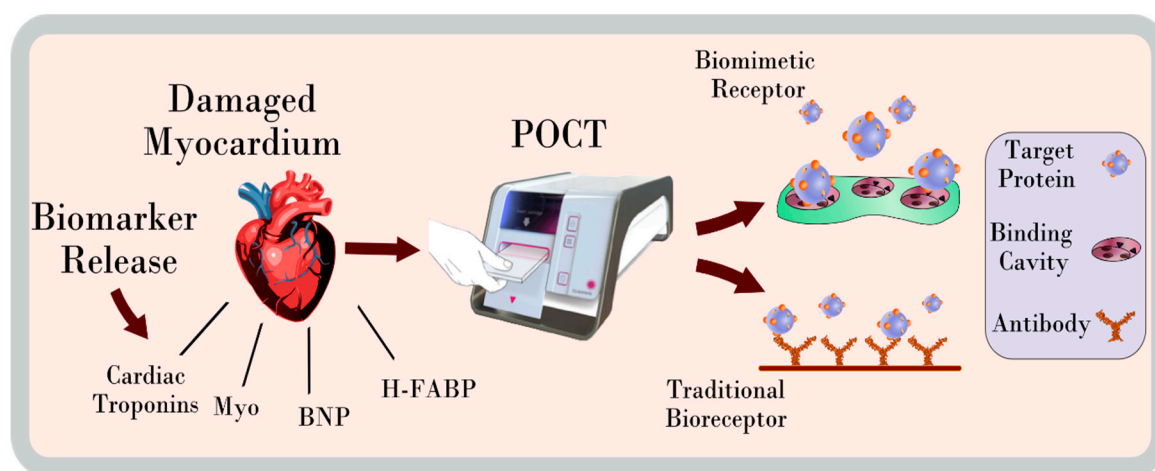 Damaged
Myocardium
Biomarker
Release
Cardiac
Troponins
Myo
BNP
H-FABP
POCT
Biomimetic
Receptor
Traditional
Bioreceptor
Target
Protein
Binding
Cavity
Antibody